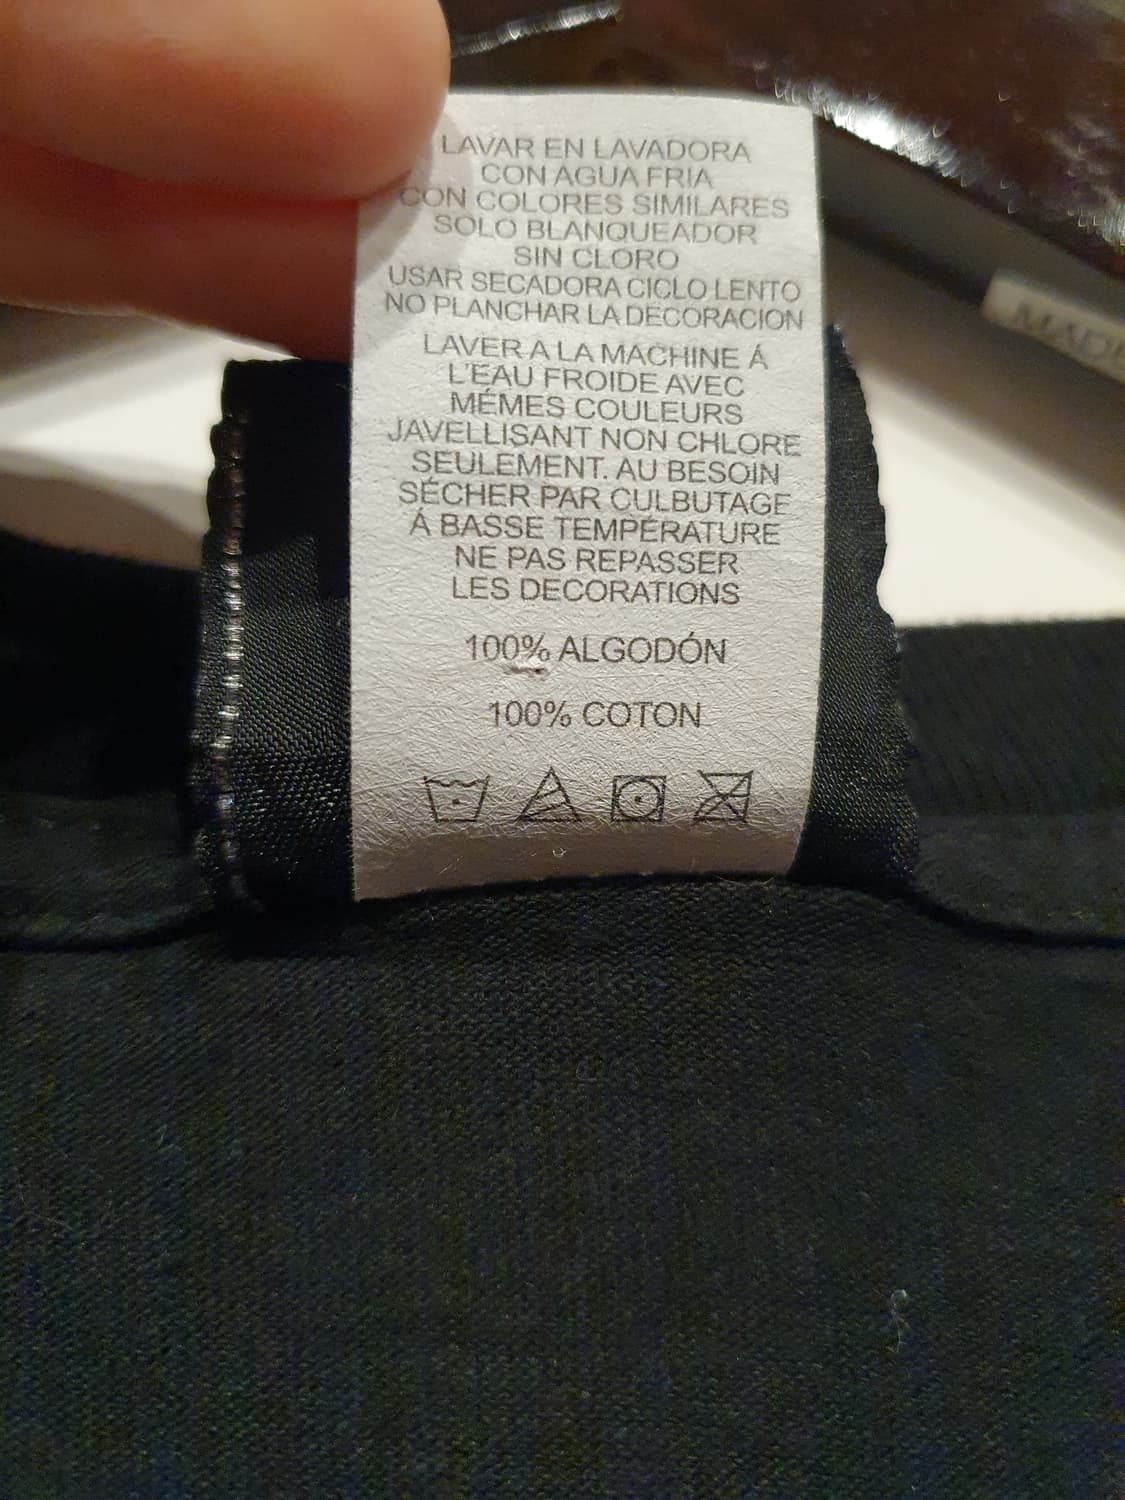 LAVAR EN LAVADORA
CON AGUA FRIA
CON COLORES SIMILARES
SOLO BLANQUEADOR
SIN CLORO
USAR SECADORA CICLO LENTO
NO PLANCHAR LA DECORACION
LAVER A LA MACHINE Á
L'EAU FROIDE AVEC
MÉMES COULEURS
JAVELLISANT NON CHLORE
SEULEMENT. AU BESOIN
SÉCHER PAR CULBUTAGE
Á BASSE TEMPÉRATURE
NE PAS REPASSER
LES DECORATIONS
100% ALGODÓN
100% COTON